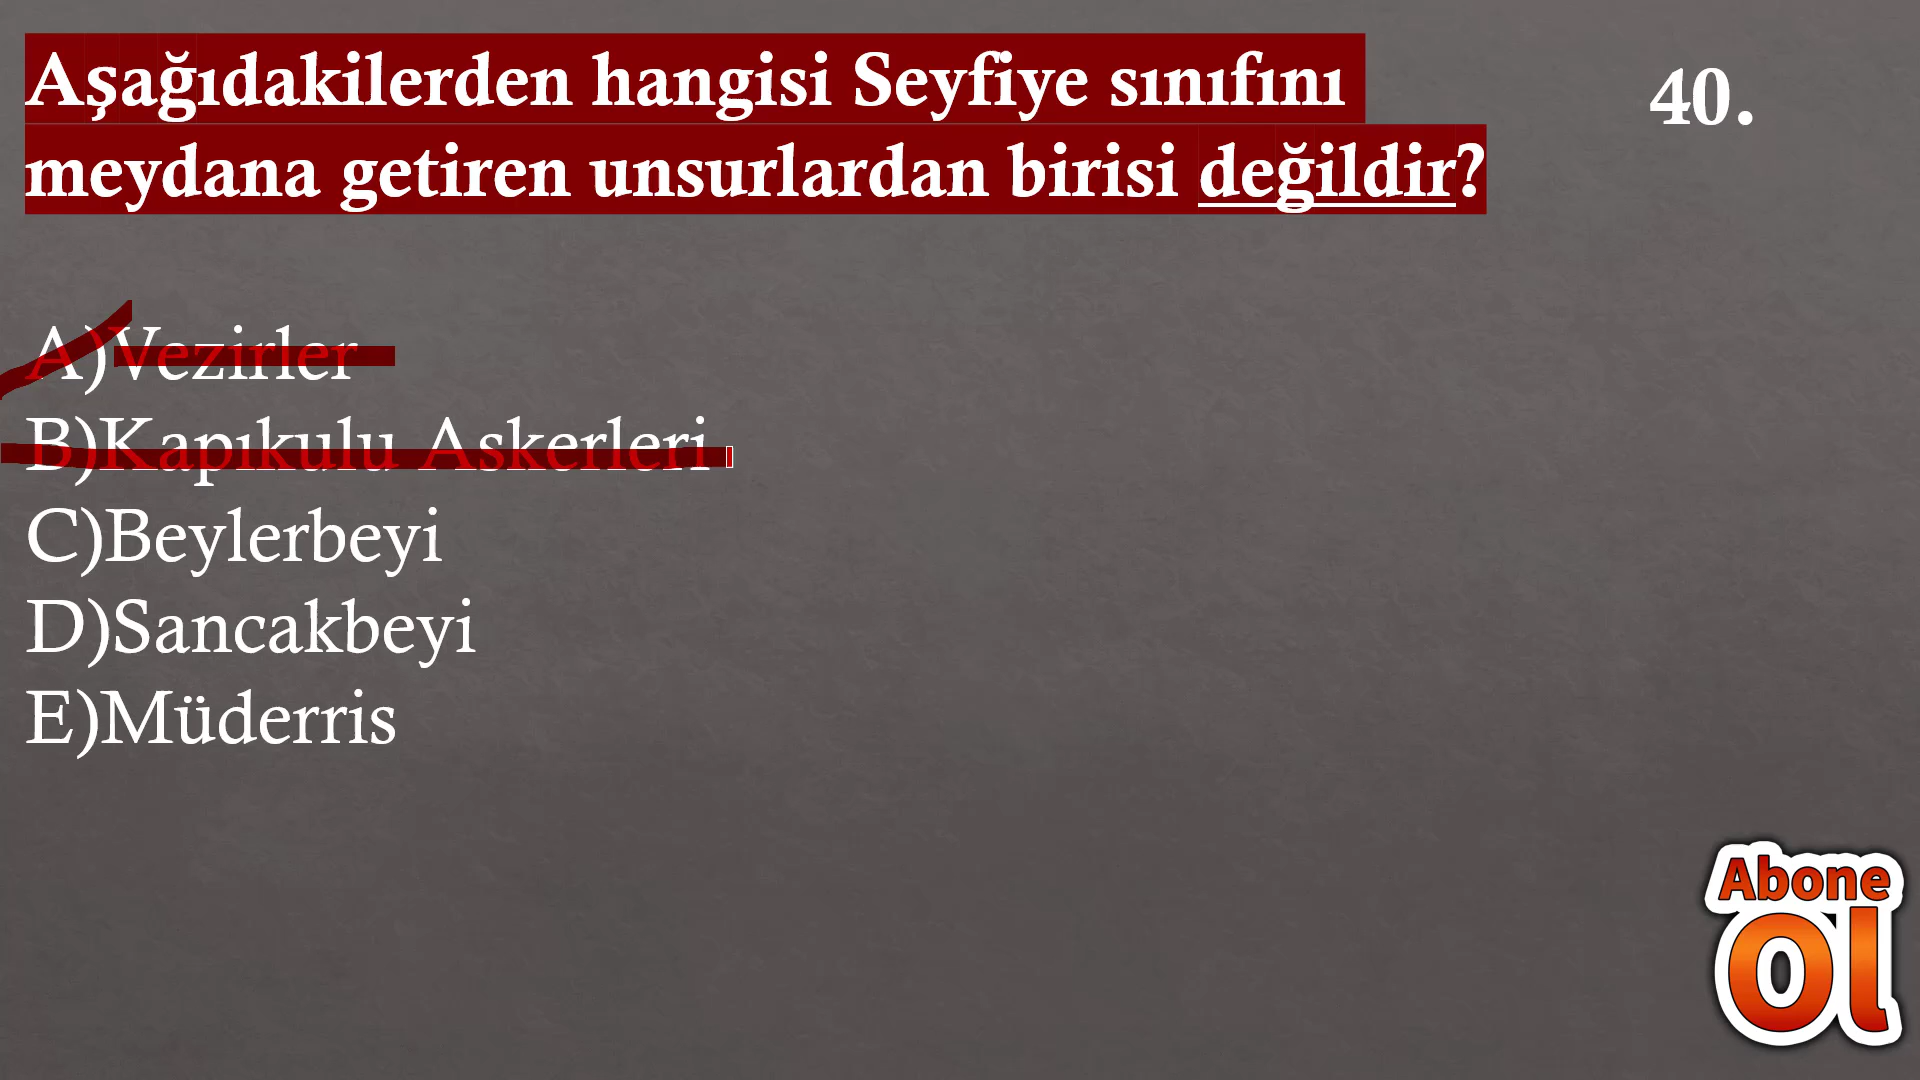 Aşağıdakilerden hangisi Seyfiye sınıfını
40.
meydana getiren unsurlardan birisi değildir?
A)Vezirler
B)Kapıkulu Askerleri
C)Beylerbeyi
D)Sancakbeyi
E)Müderris
Abone
Ol